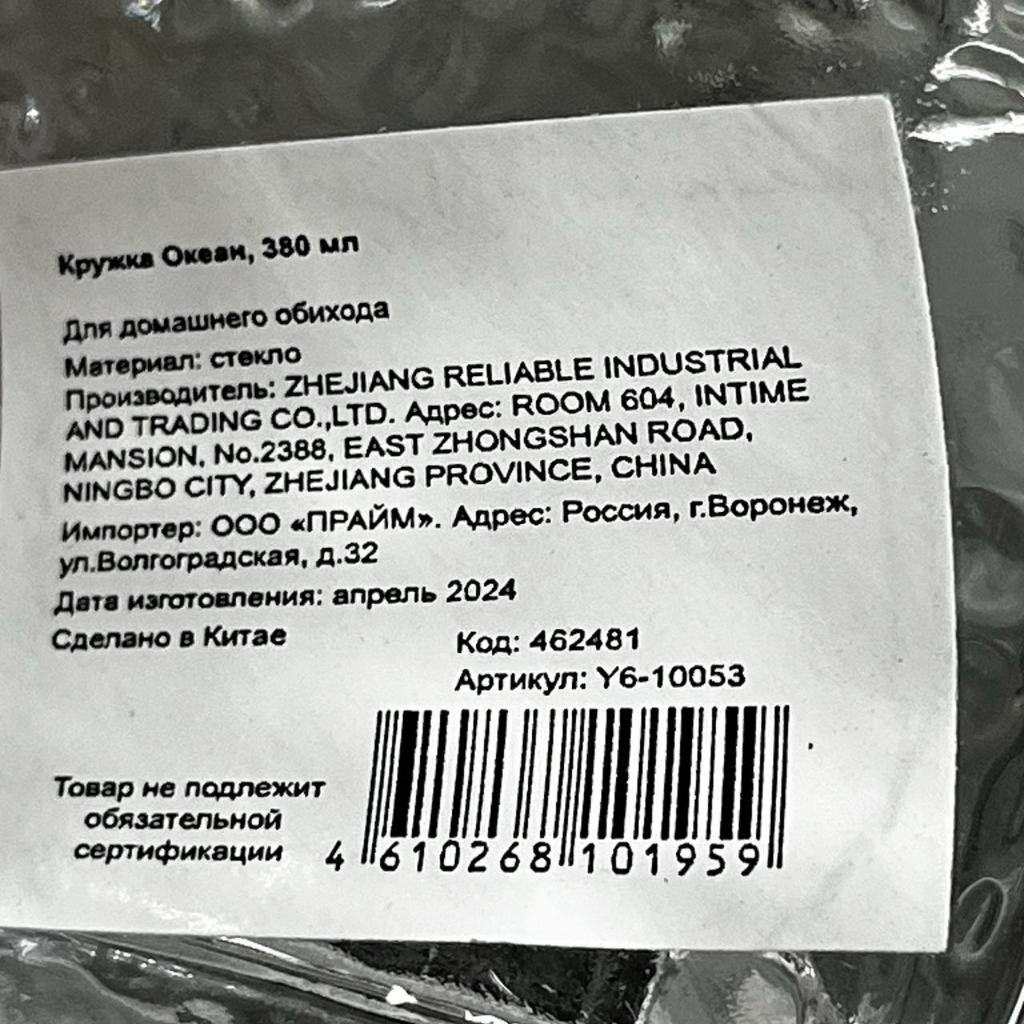 Кружка Океан, 380 мл
Для домашнего обихода
Материал: стекло
Производитель: ZHEJIANG RELIABLE INDUSTRIAL
AND TRADING CO.,LTD. Адрес: ROOM 604, INTIME
MANSION, No.2388, EAST ZHONGSHAN ROAD,
NINGBO CITY, ZHEJIANG PROVINCE, CHINA
Импортер: ООО «ПРАЙМ». Адрес: Россия, г.Воронеж,
ул.Волгоградская, д.32
Дата изготовления: апрель 2024
Сделано в Китае
Код: 462481
Артикул: Y6-10053
Товар не подлежит
обязательной
сертификации
4 610268 101959